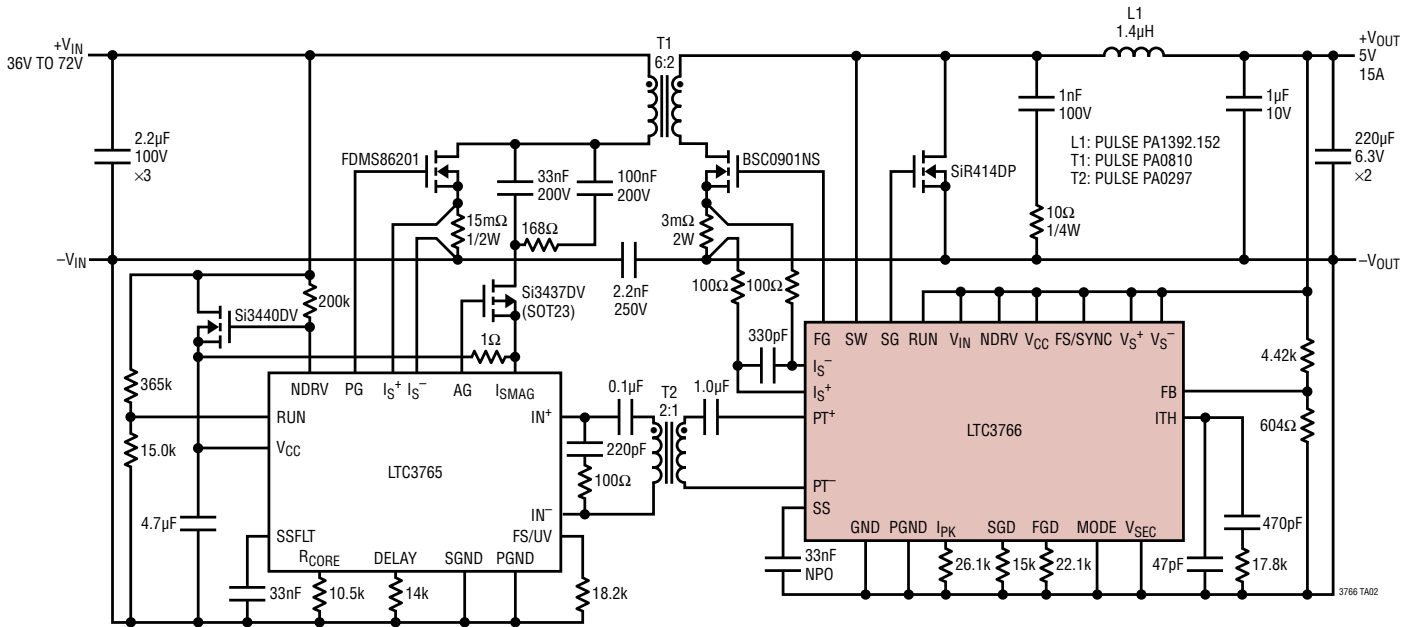 +VIN
36V TO 72V
T1
6:2
L1
1.4µH
+VOUT
5V
15A
2.2µF
100V
×3
FDMS86201
33nF
200V
100nF
200V
BSC0901NS
SiR414DP
1nF
100V
1µF
10V
L1: PULSE PA1392.152
T1: PULSE PA0810
T2: PULSE PA0297
220µF
6.3V
×2
15mΩ
1/2W
168Ω
3mΩ
2W
10Ω
1/4W
–VIN
–VOUT
Si3440DV
200k
Si3437DV
(SOT23)
2.2nF
250V
100Ω
100Ω
1Ω
330pF
365k
15.0k
4.7µF
NDRV
PG
IS+
IS–
AG
ISMAG
RUN
VCC
LTC3765
IN+
IN–
SSFLT
FS/UV
RCORE
DELAY
SGND
PGND
33nF
10.5k
14k
18.2k
0.1µF
220pF
100Ω
T2
2:1
1.0µF
FG
SW
SG
RUN
VIN
NDRV
VCC
FS/SYNC
VS+
VS–
IS–
IS+
PT+
LTC3766
FB
ITH
PT–
SS
GND
PGND
IPK
SGD
FGD
MODE
VSEC
33nF
NPO
26.1k
15k
22.1k
47pF
17.8k
470pF
4.42k
604Ω
3766 TA02